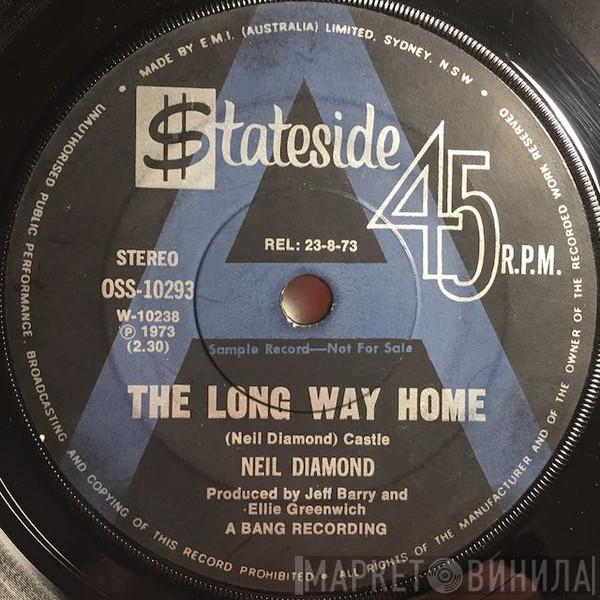 MADE BY E.M.I. (AUSTRALIA) LIMITED. SYDNEY, N.S.W.
UNAUTHORISED PUBLIC PERFORMANCE, BROADCASTING AND COPYING OF THIS RECORD PROHIBITED • ALL RIGHTS OF THE MANUFACTURER AND OF THE OWNER OF THE RECORDED WORK RESERVED
$tateside
45 R.P.M.
A
REL: 23-8-73
STEREO
OSS-10293
W-10238
℗ 1973
(2.30)
Sample Record—Not For Sale
THE LONG WAY HOME
(Neil Diamond) Castle
NEIL DIAMOND
Produced by Jeff Barry and
Ellie Greenwich
A BANG RECORDING
МАРКЕТ ВИНИЛА